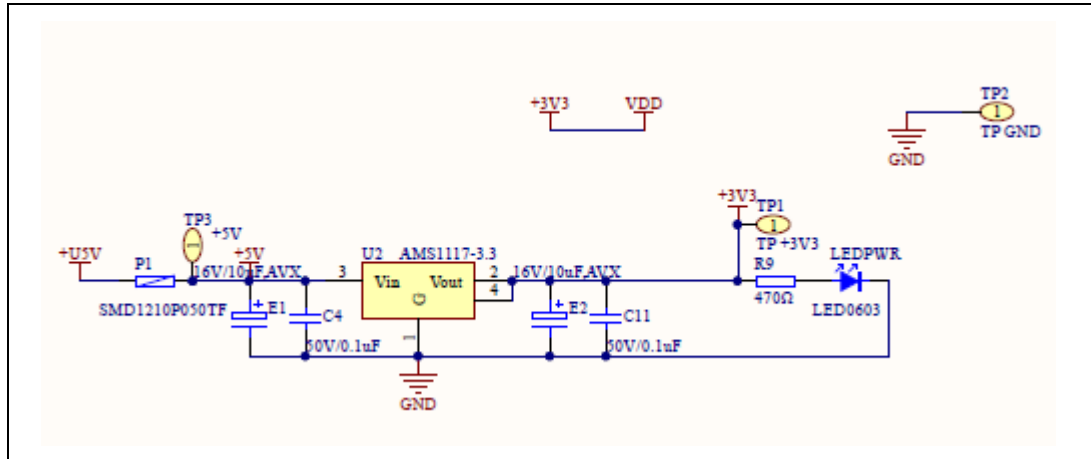 +3V3 VDD
TP2
1
TP GND
GND
+3V3
TP1
1
TP +3V3
TP3
1
+5V
+U5V
P1
SMD1210P050TF
+5V
16V/10uF,AVX
E1
C4
50V/0.1uF
U2 AMS1117-3.3
3
Vin Vout
G
2
4
1
GND
16V/10uF,AVX
E2
C11
50V/0.1uF
R9
470Ω
LEDPWR
LED0603